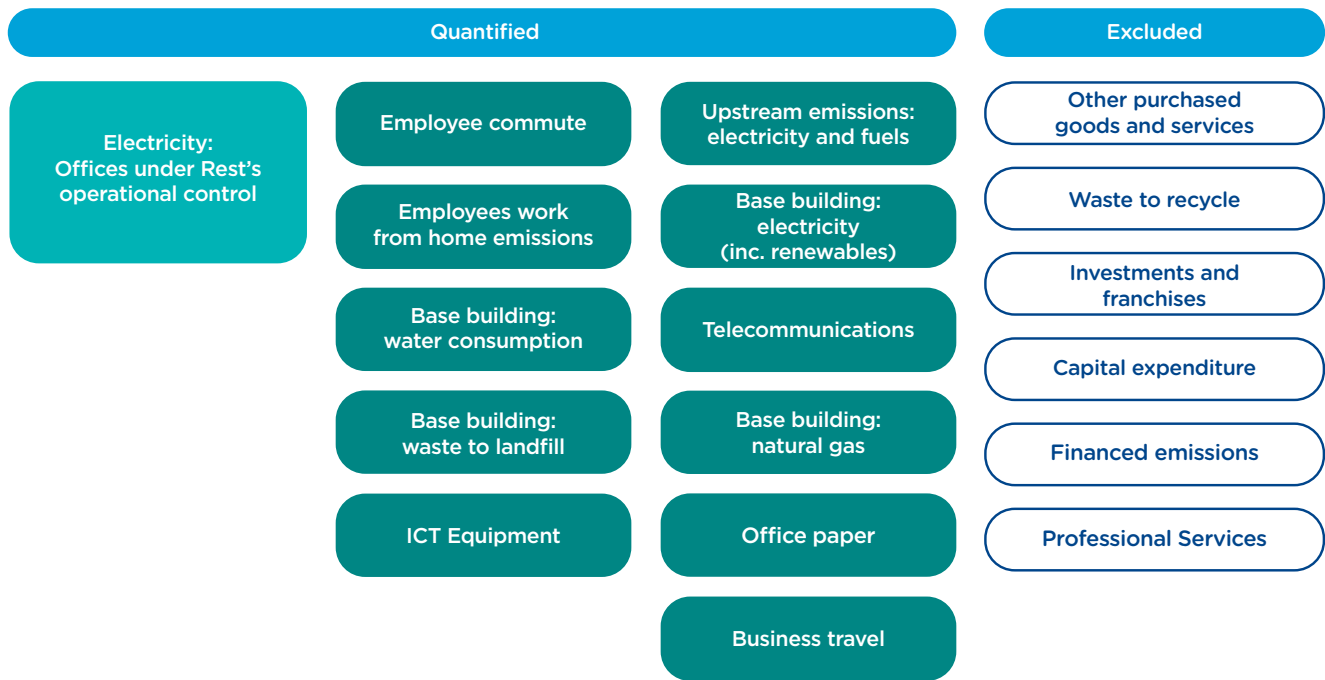 Quantified
Excluded
Electricity:
Offices under Rest's
operational control
Employee commute
Employees work
from home emissions
Base building:
water consumption
Base building:
waste to landfill
ICT Equipment
Upstream emissions:
electricity and fuels
Base building:
electricity
(inc. renewables)
Telecommunications
Base building:
natural gas
Office paper
Business travel
Other purchased
goods and services
Waste to recycle
Investments and
franchises
Capital expenditure
Financed emissions
Professional Services